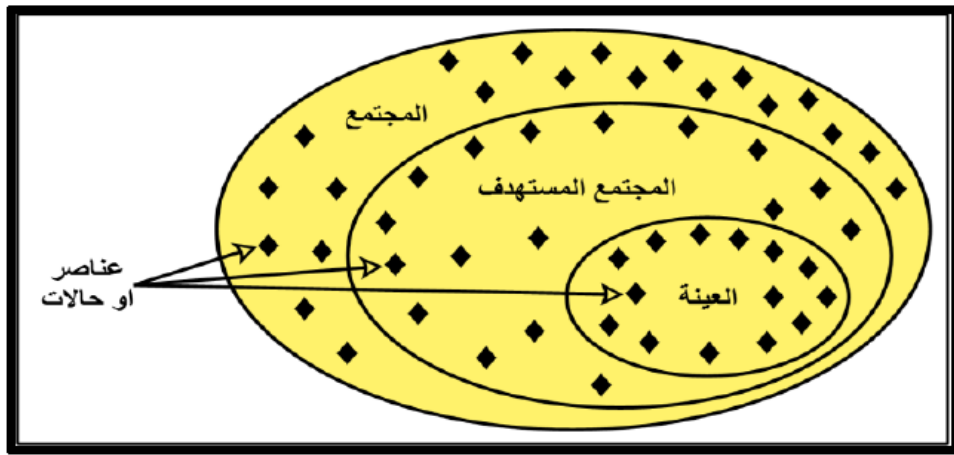 المجتمع
المجتمع المستهدف
العينة
عناصر
او حالات